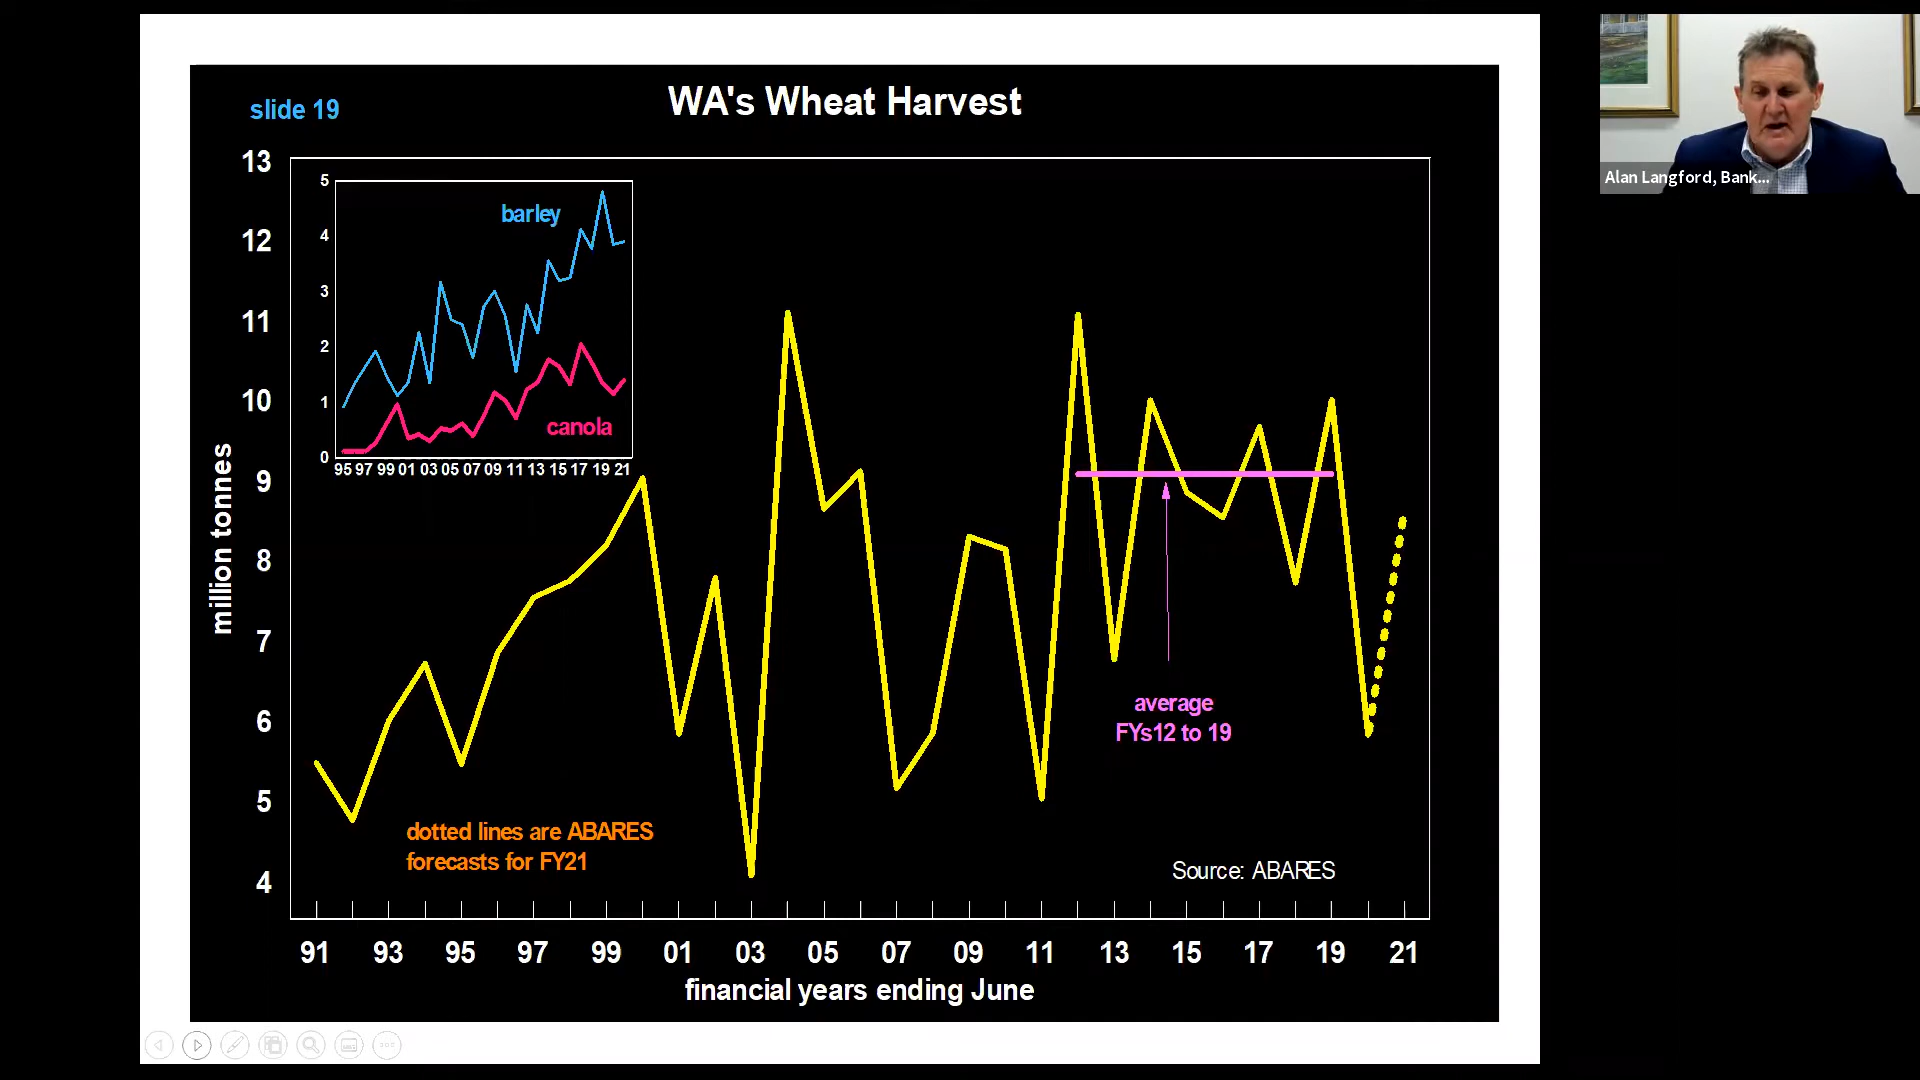 slide 19
WA's Wheat Harvest
Alan Langford, Bank...
13
12
11
10
9
8
7
6
5
4
million tonnes
5
4
3
2
1
0
barley
canola
95 97 99 01 03 05 07 09 11 13 15 17 19 21
average
FYs12 to 19
dotted lines are ABARES
forecasts for FY21
Source: ABARES
91 93 95 97 99 01 03 05 07 09 11 13 15 17 19 21
financial years ending June